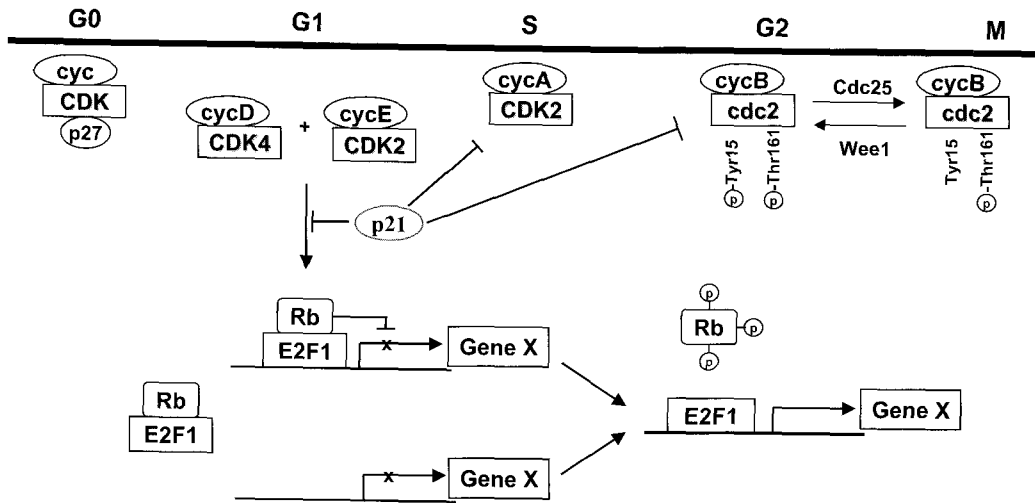 G0 G1 S G2 M
cyc
CDK
p27
cycD
CDK4
+
cycE
CDK2
cycA
CDK2
cycB
cdc2
p-Tyr15
p-Thr161
Cdc25
Wee1
cycB
cdc2
Tyr15
p-Thr161
p21
Rb
E2F1
x
Gene X
Rb
E2F1
x
Gene X
p
Rb
p
p
E2F1
Gene X